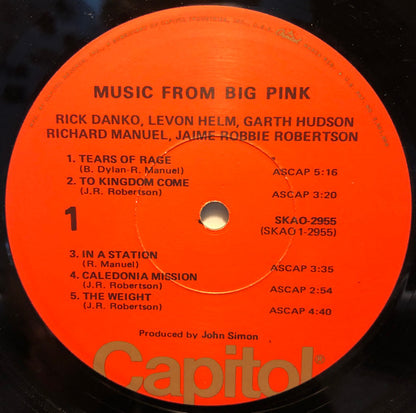 MUSIC FROM BIG PINK
RICK DANKO, LEVON HELM, GARTH HUDSON
RICHARD MANUEL, JAIME ROBBIE ROBERTSON
1. TEARS OF RAGE ASCAP 5:16
(B. Dylan-R. Manuel)
2. TO KINGDOM COME ASCAP 3:20
(J.R. Robertson)
1
SKAO-2955
(SKAO 1-2955)
3. IN A STATION ASCAP 3:35
(R. Manuel)
4. CALEDONIA MISSION ASCAP 2:54
(J.R. Robertson)
5. THE WEIGHT ASCAP 4:40
(J.R. Robertson)
Produced by John Simon
Capitol®